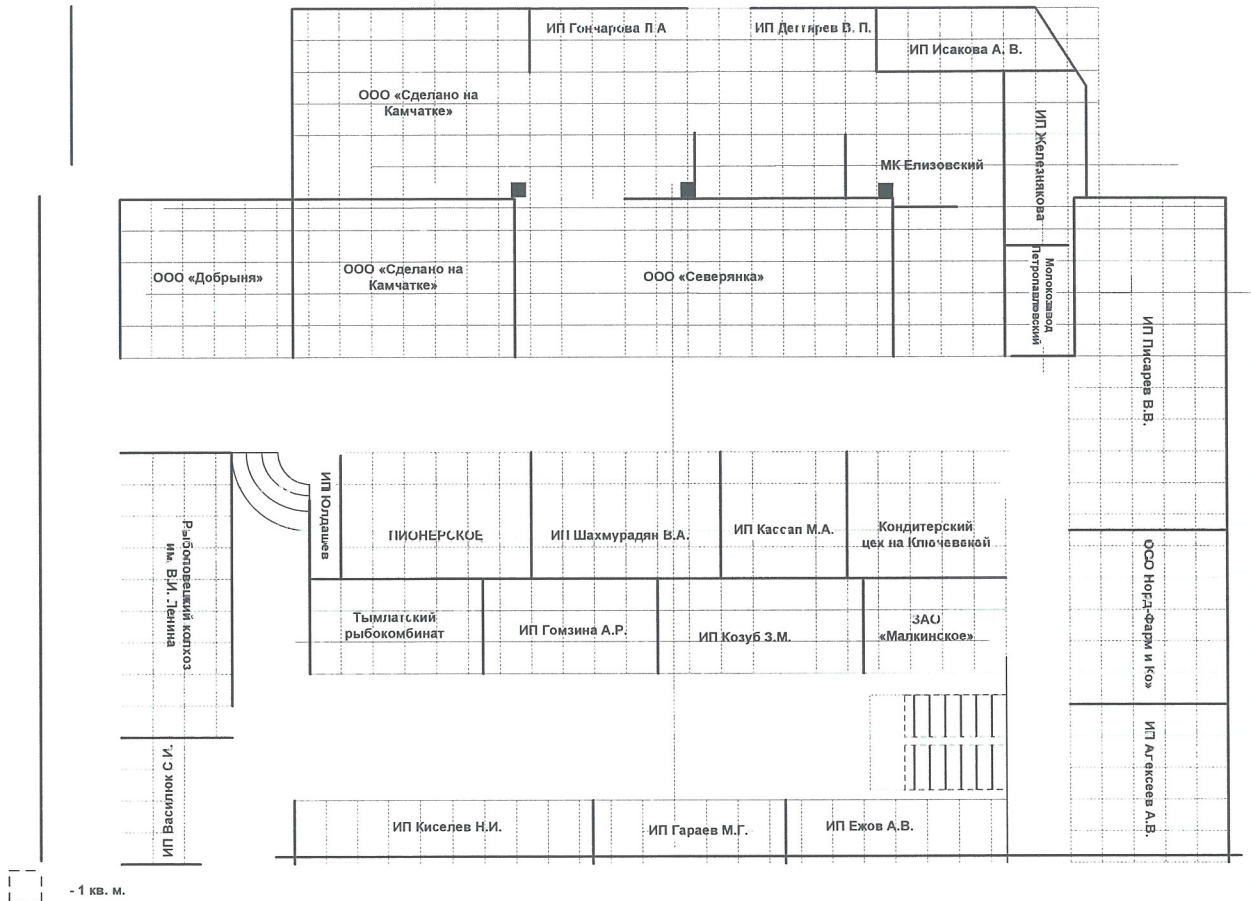 ИП Гончарова Л.А
ИП Дегтярев В. П.
ИП Исакова А. В.
ООО «Сделано на
Камчатке»
ИП Железнякова
МК Елизовский
ООО «Добрыня»
ООО «Сделано на
Камчатке»
ООО «Северянка»
Молокозавод
Петропавловский
ИП Писарев В.В.
Рыболовецкий колхоз
им. В.И. Ленина
ИП Юлдашев
ПИОНЕРСКОЕ
ИП Шахмурадян В.А.
ИП Кассап М.А.
Кондитерский
цех на Ключевской
Тымлатский
рыбокомбинат
ИП Гомзина А.Р.
ИП Козуб З.М.
ЗАО
«Малкинское»
ООО Норд-Фарм и Ко»
ИП Василюк С.И.
ИП Алексеев А.В.
ИП Киселев Н.И.
ИП Гараев М.Г.
ИП Ежов А.В.
- 1 кв. м.